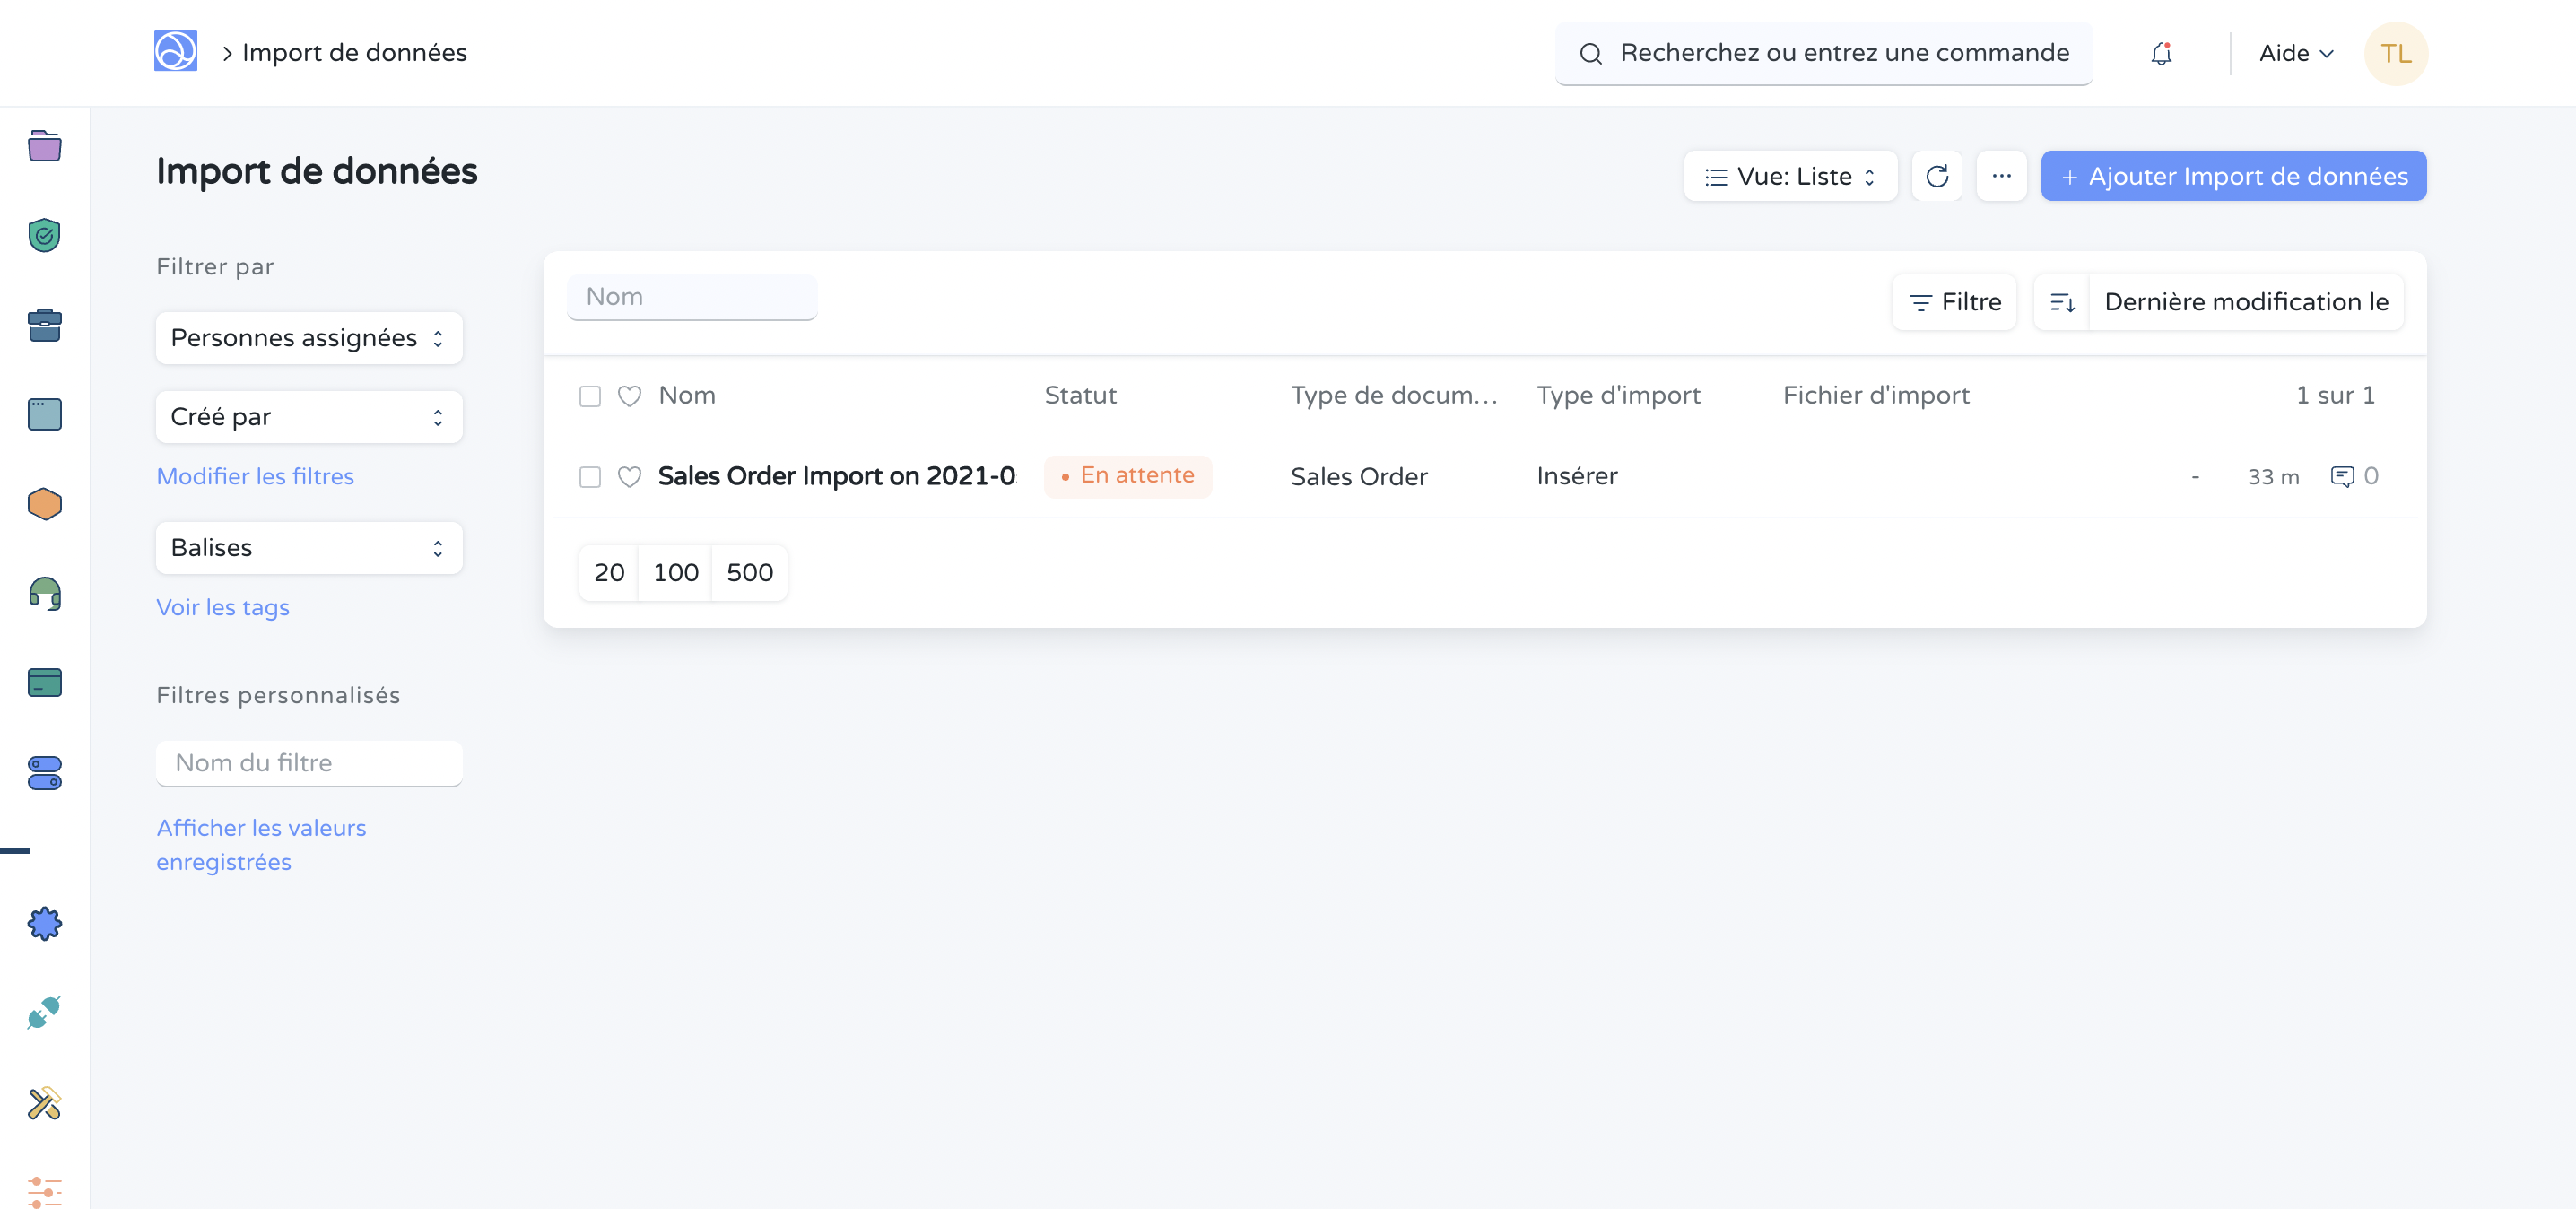 Import de données
Recherchez ou entrez une commande
Aide
TL
Import de données
Vue: Liste
Ajouter Import de données
Filtrer par
Personnes assignées
Créé par
Modifier les filtres
Balises
Voir les tags
Filtres personnalisés
Nom du filtre
Afficher les valeurs
enregistrées
Nom
Filtre
Dernière modification le
Nom Statut Type de docum... Type d'import Fichier d'import 1 sur 1
Sales Order Import on 2021-0 En attente Sales Order Insérer - 33 m 0
20 100 500